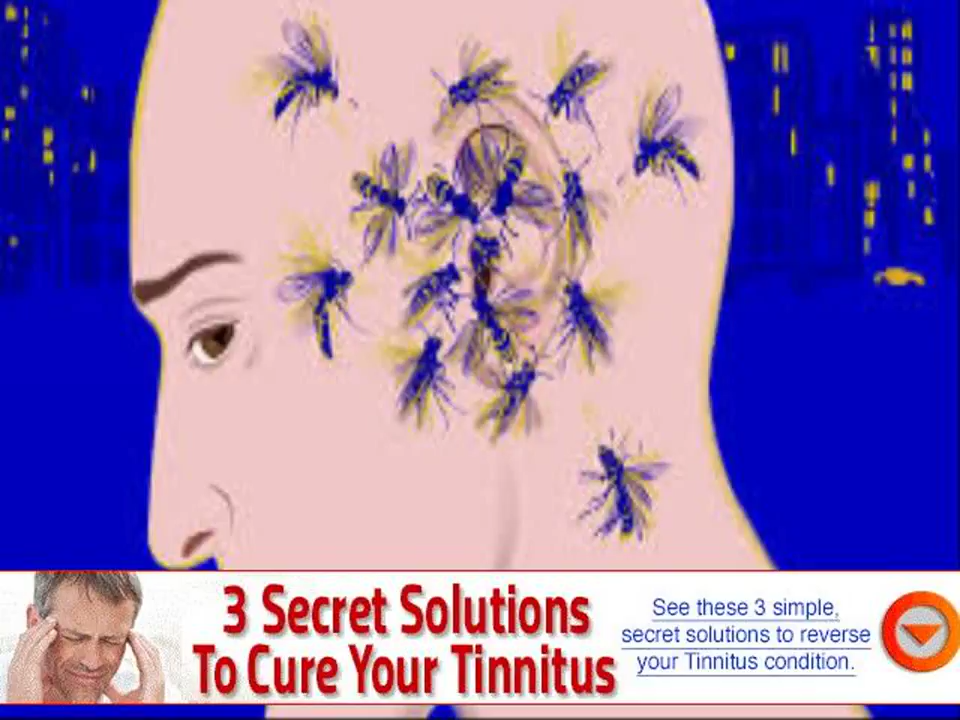 3 Secret Solutions
To Cure Your Tinnitus
See these 3 simple,
secret solutions to reverse
your Tinnitus condition.